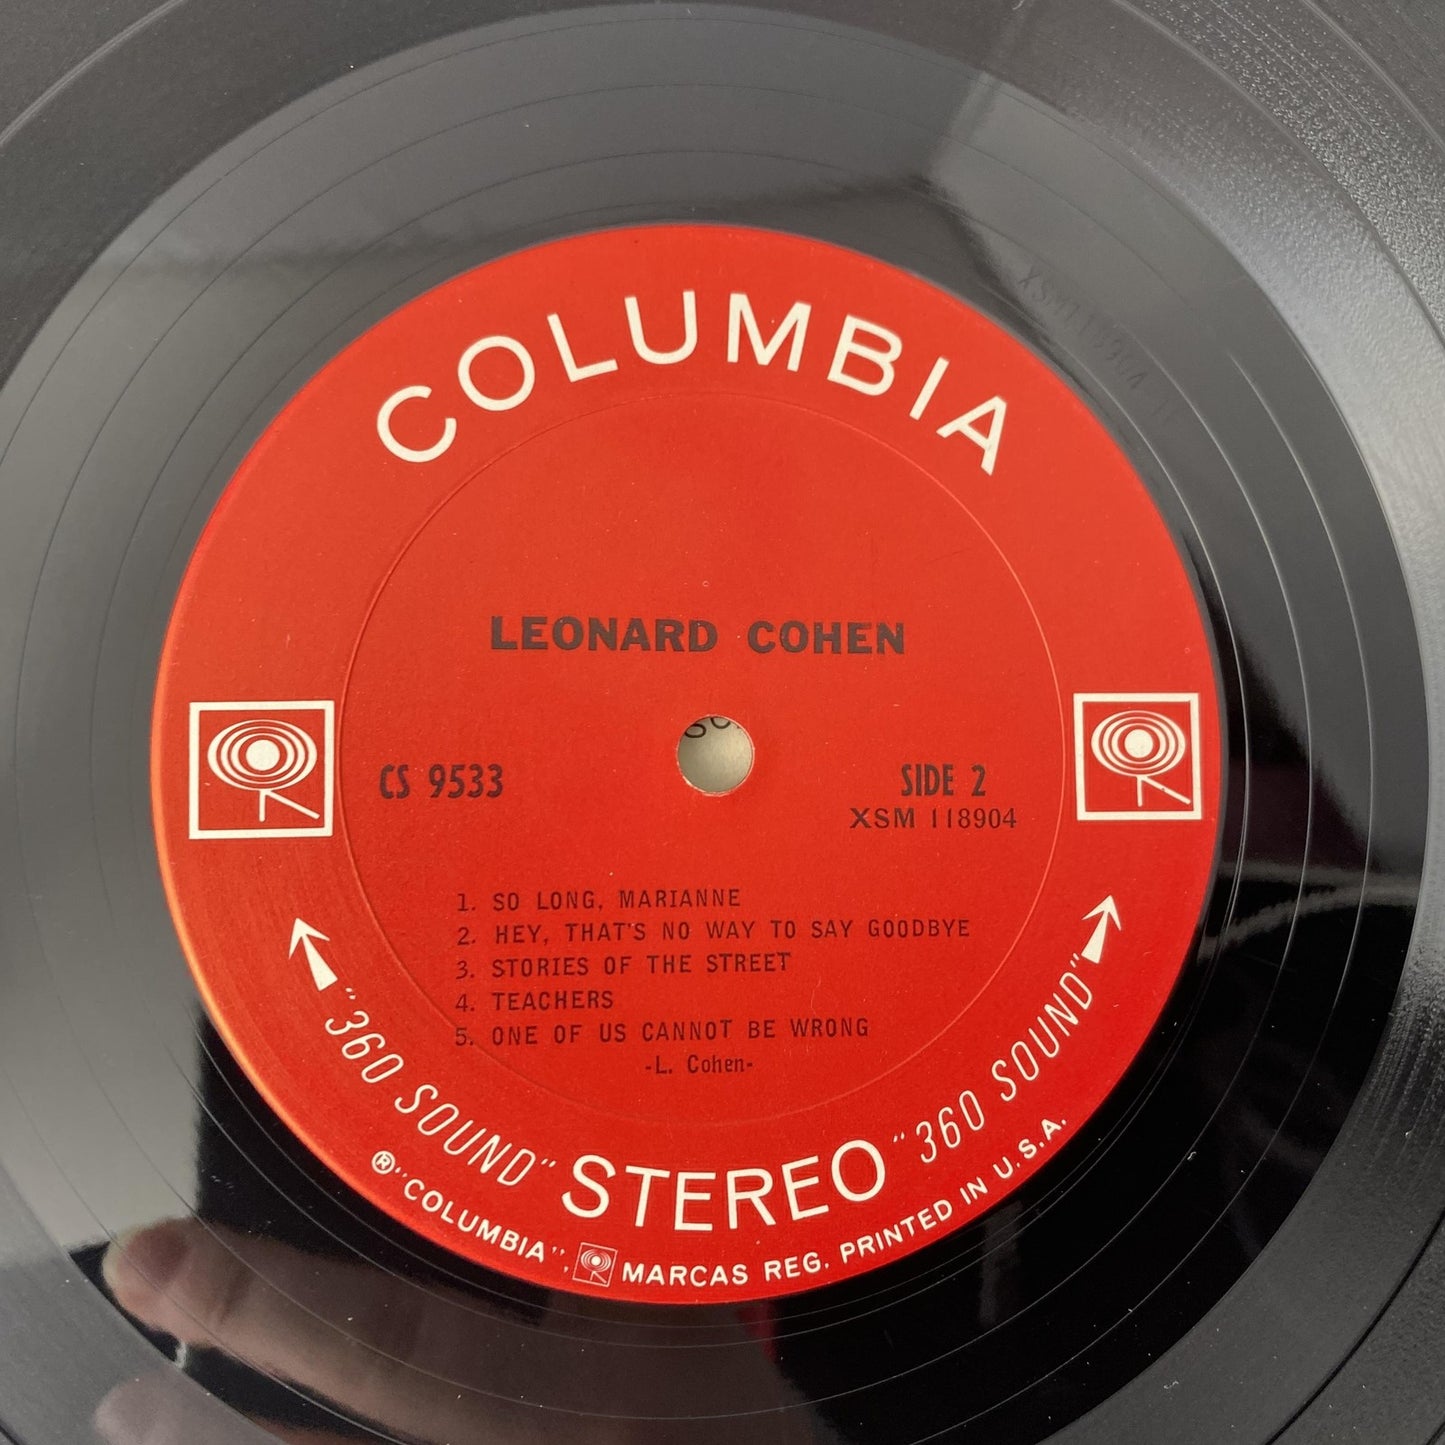 COLUMBIA
LEONARD COHEN
CS 9533
SIDE 2
XSM 118904
1. SO LONG, MARIANNE
2. HEY, THAT'S NO WAY TO SAY GOODBYE
3. STORIES OF THE STREET
4. TEACHERS
5. ONE OF US CANNOT BE WRONG
-L. Cohen-
"360 SOUND" STEREO "360 SOUND"
® "COLUMBIA", MARCAS REG. PRINTED IN U.S.A.